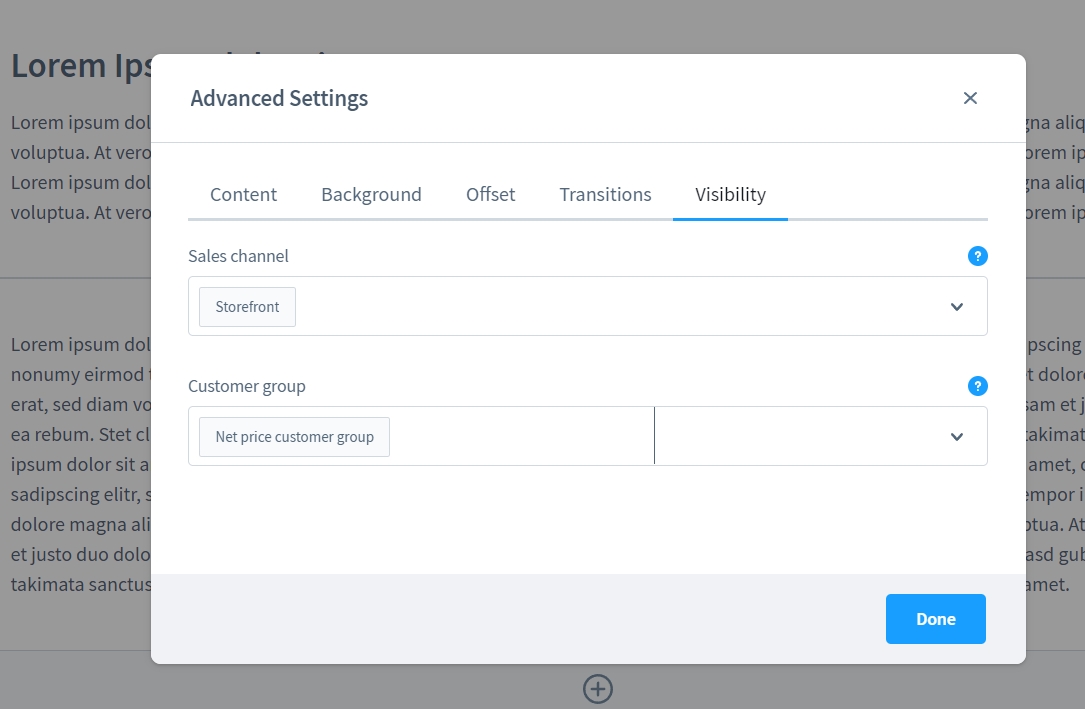 Lorem Ips
Lorem ipsum dol
voluptua. At vero
Lorem ipsum dol
voluptua. At vero
gna aliq
orem ip
gna aliq
orem ip
Advanced Settings
Content Background Offset Transitions Visibility
Sales channel ?
Storefront
Customer group ?
Net price customer group
Done
Lorem ipsum dol
nonumy eirmod
erat, sed diam vo
ea rebum. Stet cl
ipsum dolor sit a
sadipscing elitr, s
dolore magna ali
et justo duo dolo
takimata sanctus
pscing
t dolore
sam et j
takimat
amet, c
empor i
ptua. At
asd gub
amet.